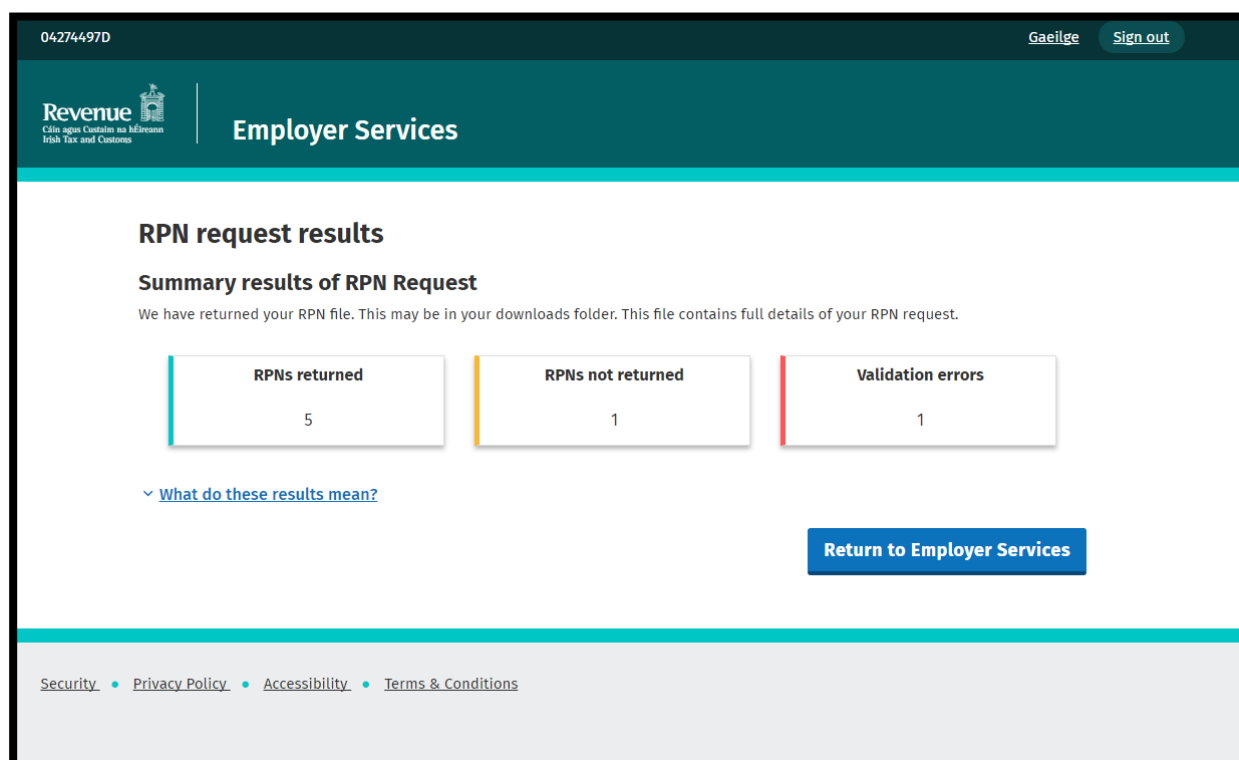 04274497D
Gaeilge Sign out
Revenue
Cáin agus Custaim na hÉireann
Irish Tax and Customs
Employer Services
RPN request results
Summary results of RPN Request
We have returned your RPN file. This may be in your downloads folder. This file contains full details of your RPN request.
RPNs returned RPNs not returned Validation errors
5 1 1
What do these results mean?
Return to Employer Services
Security • Privacy Policy • Accessibility • Terms & Conditions